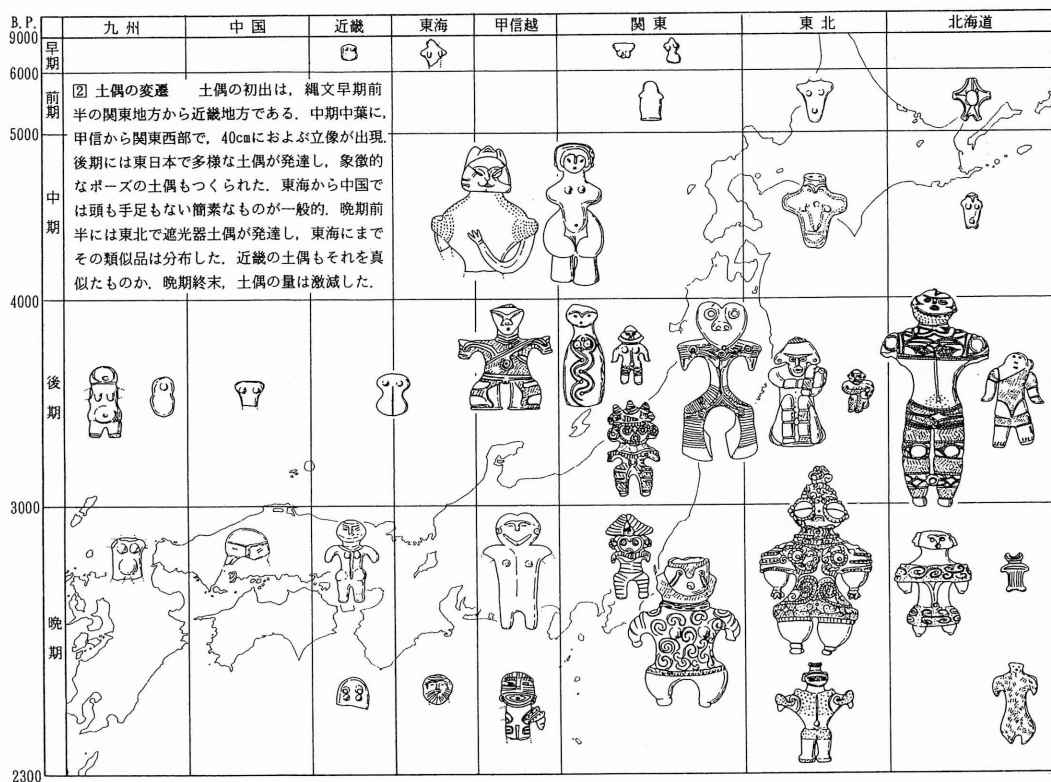 B.P. 九州 中国 近畿 東海 甲信越 関東 東北 北海道
9000
早期
6000
前期
② 土偶の変遷　土偶の初出は，縄文早期前
半の関東地方から近畿地方である．中期中葉に，
甲信から関東西部で，40cmにおよぶ立像が出現．
後期には東日本で多様な土偶が発達し，象徴的
なポーズの土偶もつくられた．東海から中国で
は頭も手足もない簡素なものが一般的．晩期前
半には東北で遮光器土偶が発達し，東海にまで
その類似品は分布した．近畿の土偶もそれを真
似たものか．晩期終末，土偶の量は激減した．
5000
中期
4000
後期
3000
晩期
2300